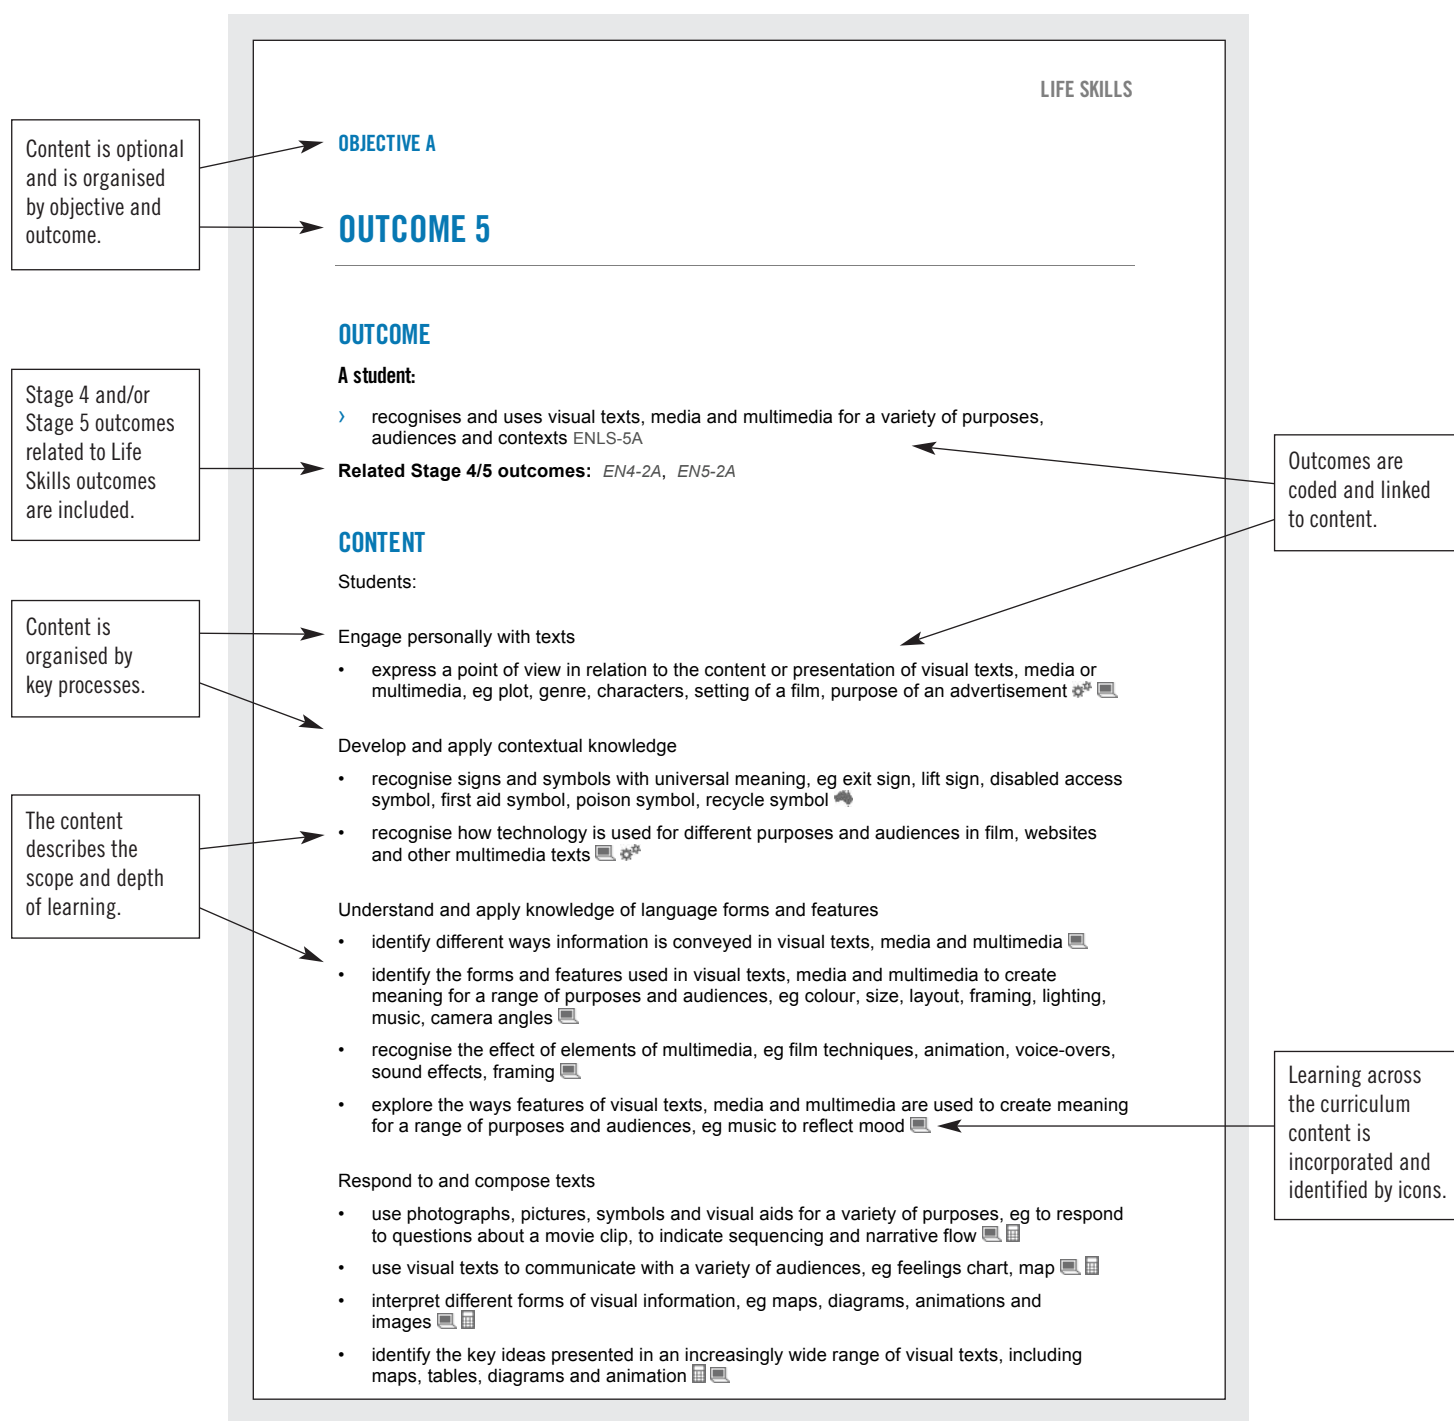 LIFE SKILLS
Content is optional
and is organised
by objective and
outcome.
OBJECTIVE A
OUTCOME 5
OUTCOME
A student:
› recognises and uses visual texts, media and multimedia for a variety of purposes,
audiences and contexts ENLS-5A
Stage 4 and/or
Stage 5 outcomes
related to Life
Skills outcomes
are included.
Related Stage 4/5 outcomes: EN4-2A, EN5-2A
Outcomes are
coded and linked
to content.
CONTENT
Students:
Content is
organised by
key processes.
Engage personally with texts
• express a point of view in relation to the content or presentation of visual texts, media or
multimedia, eg plot, genre, characters, setting of a film, purpose of an advertisement
Develop and apply contextual knowledge
• recognise signs and symbols with universal meaning, eg exit sign, lift sign, disabled access
symbol, first aid symbol, poison symbol, recycle symbol
• recognise how technology is used for different purposes and audiences in film, websites
and other multimedia texts
The content
describes the
scope and depth
of learning.
Understand and apply knowledge of language forms and features
• identify different ways information is conveyed in visual texts, media and multimedia
• identify the forms and features used in visual texts, media and multimedia to create
meaning for a range of purposes and audiences, eg colour, size, layout, framing, lighting,
music, camera angles
• recognise the effect of elements of multimedia, eg film techniques, animation, voice-overs,
sound effects, framing
• explore the ways features of visual texts, media and multimedia are used to create meaning
for a range of purposes and audiences, eg music to reflect mood
Learning across
the curriculum
content is
incorporated and
identified by icons.
Respond to and compose texts
• use photographs, pictures, symbols and visual aids for a variety of purposes, eg to respond
to questions about a movie clip, to indicate sequencing and narrative flow
• use visual texts to communicate with a variety of audiences, eg feelings chart, map
• interpret different forms of visual information, eg maps, diagrams, animations and
images
• identify the key ideas presented in an increasingly wide range of visual texts, including
maps, tables, diagrams and animation